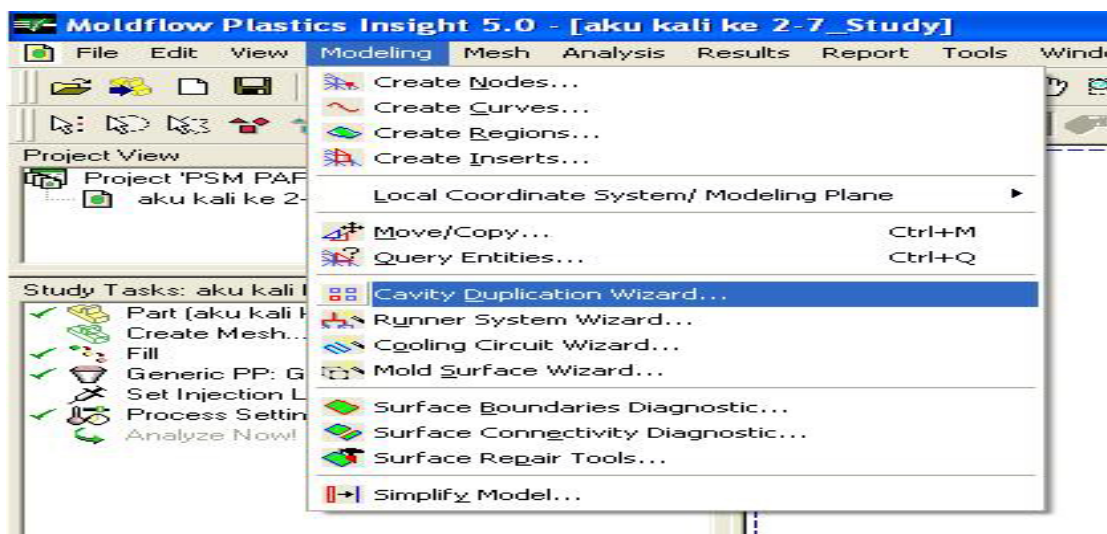 Moldflow Plastics Insight 5.0 - [aku kali ke 2-7_Study]
File Edit View Modeling Mesh Analysis Results Report Tools
Project View
Project 'PSM
aku kali ke 2-
Study Tasks: aku kali
Part (aku kali
Create Mesh...
Fill
Generic PP: G
Set Injection L
Process Settin
Analyze Now!
Create Nodes...
Create Curves...
Create Regions...
Create Inserts...
Local Coordinate System/ Modeling Plane
Move/Copy... Ctrl+M
Query Entities... Ctrl+Q
Cavity Duplication Wizard...
Runner System Wizard...
Cooling Circuit Wizard...
Mold Surface Wizard...
Surface Boundaries Diagnostic...
Surface Connectivity Diagnostic...
Surface Repair Tools...
Simplify Model...